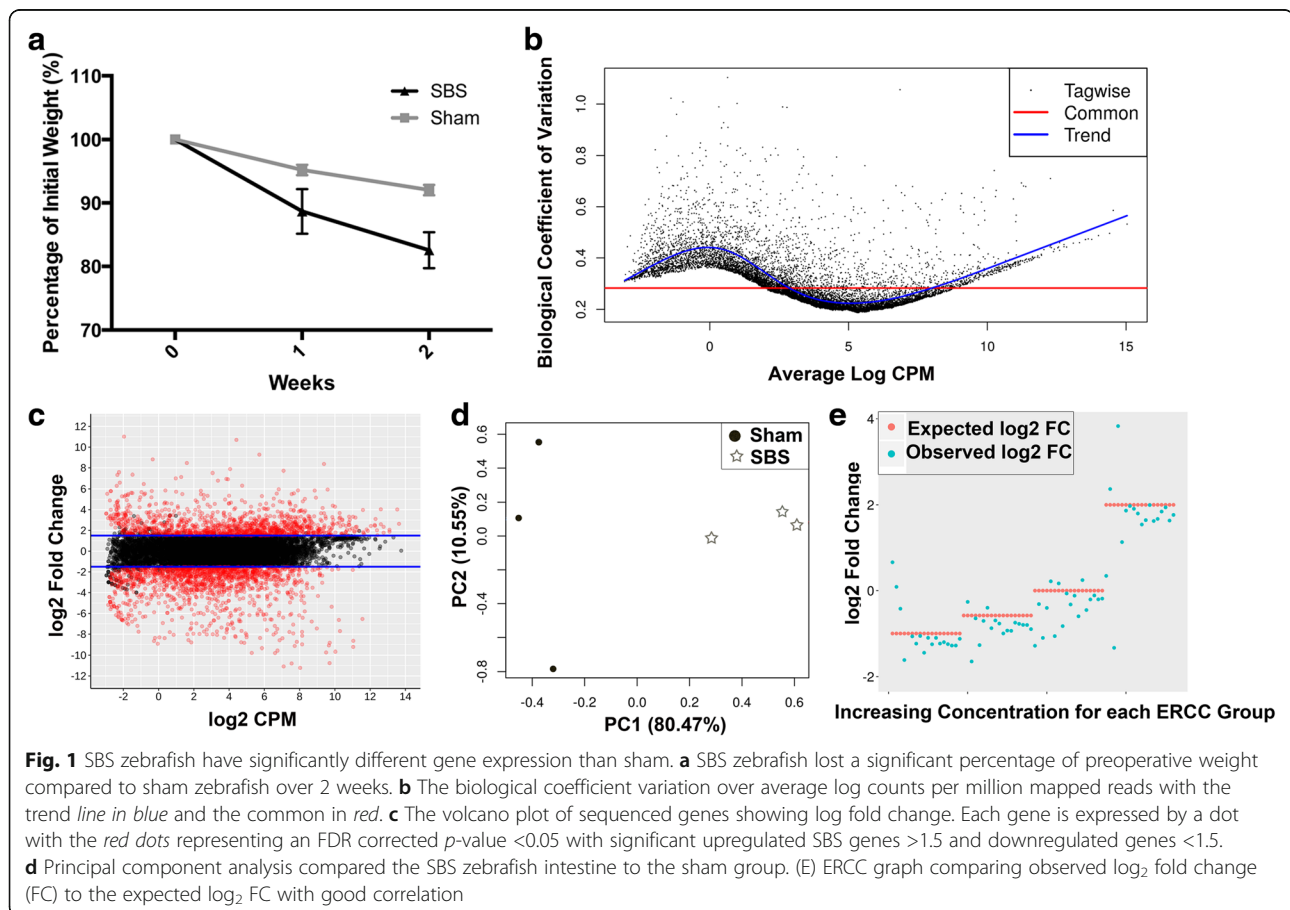 a
Percentage of Initial Weight (%)
110
100
90
80
70
SBS
Sham
0
1
2
Weeks
b
Biological Coefficient of Variation
1.0
0.8
0.6
0.4
0.2
Tagwise
Common
Trend
0
5
10
15
Average Log CPM
c
log2 Fold Change
12
10
8
6
4
2
0
-2
-4
-6
-8
-10
-12
-2
0
2
4
6
8
10
12
14
log2 CPM
d
PC2 (10.55%)
0.6
0.4
0.2
0.0
-0.4
-0.8
Sham
SBS
-0.4
-0.2
0.0
0.2
0.4
0.6
PC1 (80.47%)
e
log2 Fold Change
4
2
0
-2
Expected log2 FC
Observed log2 FC
Increasing Concentration for each ERCC Group
Fig. 1 SBS zebrafish have significantly different gene expression than sham. a SBS zebrafish lost a significant percentage of preoperative weight
compared to sham zebrafish over 2 weeks. b The biological coefficient variation over average log counts per million mapped reads with the
trend line in blue and the common in red. c The volcano plot of sequenced genes showing log fold change. Each gene is expressed by a dot
with the red dots representing an FDR corrected p-value <0.05 with significant upregulated SBS genes >1.5 and downregulated genes <1.5.
d Principal component analysis compared the SBS zebrafish intestine to the sham group. (E) ERCC graph comparing observed log2 fold change
(FC) to the expected log2 FC with good correlation